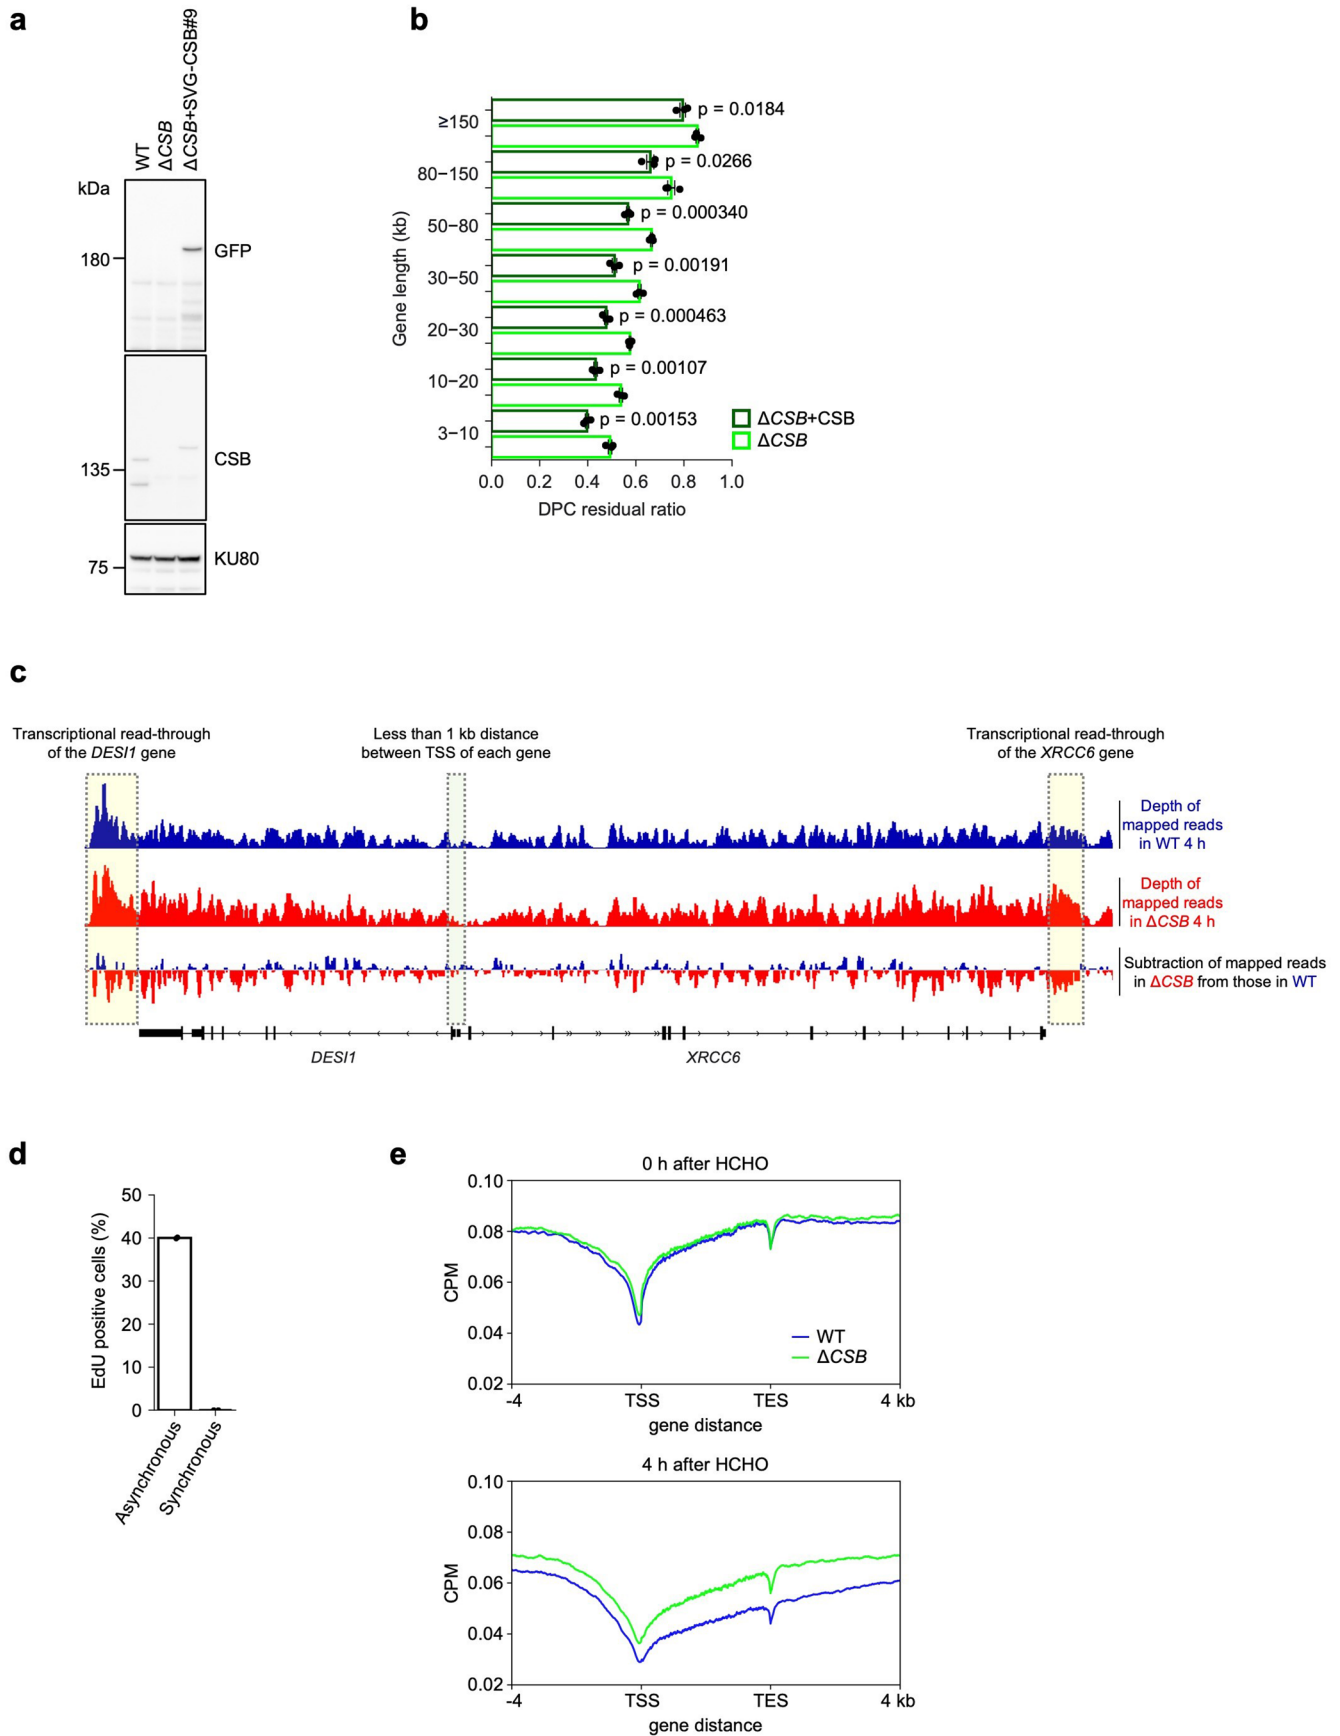 a
WT
ΔCSB
ΔCSB+SVG-CSB#9
kDa
180
GFP
135
CSB
75
KU80
b
Gene length (kb)
≥150
p = 0.0184
80−150
p = 0.0266
50−80
p = 0.000340
30−50
p = 0.00191
20−30
p = 0.000463
10−20
p = 0.00107
3−10
p = 0.00153
ΔCSB+CSB
ΔCSB
0.0 0.2 0.4 0.6 0.8 1.0
DPC residual ratio
c
Transcriptional read-through
of the DESI1 gene
Less than 1 kb distance
between TSS of each gene
Transcriptional read-through
of the XRCC6 gene
Depth of
mapped reads
in WT 4 h
Depth of
mapped reads
in ΔCSB 4 h
Subtraction of mapped reads
in ΔCSB from those in WT
DESI1
XRCC6
d
EdU positive cells (%)
50
40
30
20
10
0
Asynchronous
Synchronous
e
0 h after HCHO
CPM
0.10
0.08
0.06
0.04
0.02
WT
ΔCSB
-4 TSS TES 4 kb
gene distance
4 h after HCHO
CPM
0.10
0.08
0.06
0.04
0.02
-4 TSS TES 4 kb
gene distance